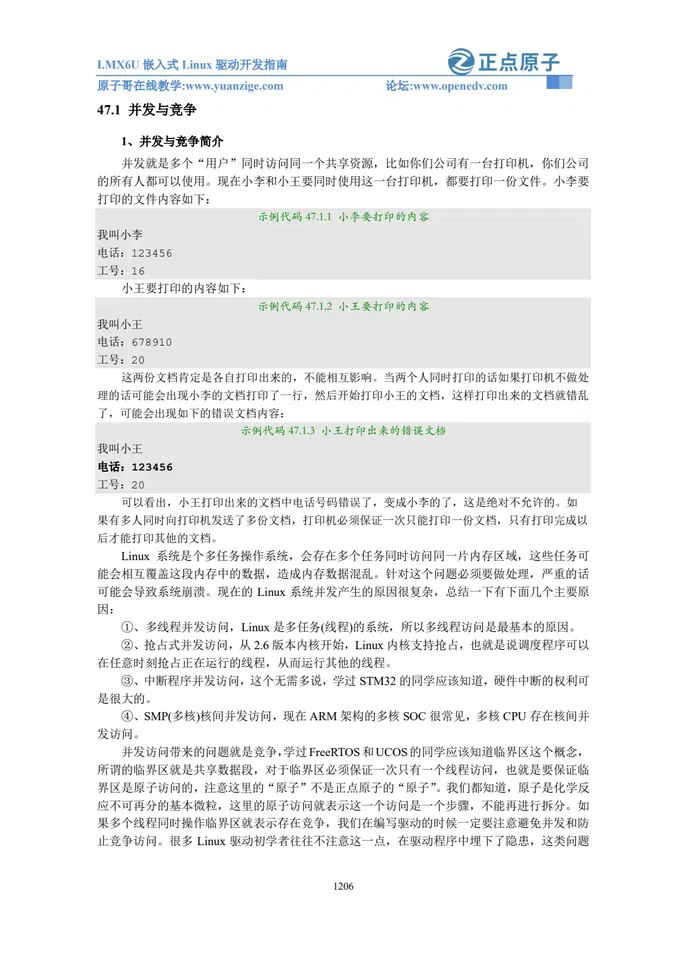 I.MX6U 嵌入式 Linux 驱动开发指南
正点原子
原子哥在线教学:www.yuanzige.com
论坛:www.openedv.com
47.1 并发与竞争
1、并发与竞争简介
并发就是多个“用户”同时访问同一个共享资源，比如你们公司有一台打印机，你们公司
的所有人都可以使用。现在小李和小王要同时使用这一台打印机，都要打印一份文件。小李要
打印的文件内容如下：
示例代码 47.1.1 小李要打印的内容
我叫小李
电话：123456
工号：16
小王要打印的内容如下：
示例代码 47.1.2 小王要打印的内容
我叫小王
电话：678910
工号：20
这两份文档肯定是各自打印出来的，不能相互影响。当两个人同时打印的话如果打印机不做处
理的话可能会出现小李的文档打印了一行，然后开始打印小王的文档，这样打印出来的文档就错乱
了，可能会出现如下的错误文档内容：
示例代码 47.1.3 小王打印出来的错误文档
我叫小王
电话：123456
工号：20
可以看出，小王打印出来的文档中电话号码错误了，变成小李的了，这是绝对不允许的。如
果有多人同时向打印机发送了多份文档，打印机必须保证一次只能打印一份文档，只有打印完成以
后才能打印其他的文档。
Linux 系统是个多任务操作系统，会存在多个任务同时访问同一片内存区域，这些任务可
能会相互覆盖这段内存中的数据，造成内存数据混乱。针对这个问题必须要做处理，严重的话
可能会导致系统崩溃。现在的 Linux 系统并发产生的原因很复杂，总结一下有下面几个主要原
因：
①、多线程并发访问，Linux 是多任务(线程)的系统，所以多线程访问是最基本的原因。
②、抢占式并发访问，从 2.6 版本内核开始，Linux 内核支持抢占，也就是说调度程序可以
在任意时刻抢占正在运行的线程，从而运行其他的线程。
③、中断程序并发访问，这个无需多说，学过 STM32 的同学应该知道，硬件中断的权利可
是很大的。
④、SMP(多核)核间并发访问，现在 ARM 架构的多核 SOC 很常见，多核 CPU 存在核间并
发访问。
并发访问带来的问题就是竞争，学过FreeRTOS和UCOS的同学应该知道临界区这个概念，
所谓的临界区就是共享数据段，对于临界区必须保证一次只有一个线程访问，也就是要保证临
界区是原子访问的，注意这里的“原子”不是正点原子的“原子”。我们都知道，原子是化学反
应不可再分的基本微粒，这里的原子访问就表示这一个访问是一个步骤，不能再进行拆分。如
果多个线程同时操作临界区就表示存在竞争，我们在编写驱动的时候一定要注意避免并发和防
止竞争访问。很多 Linux 驱动初学者往往不注意这一点，在驱动程序中埋下了隐患，这类问题
1206